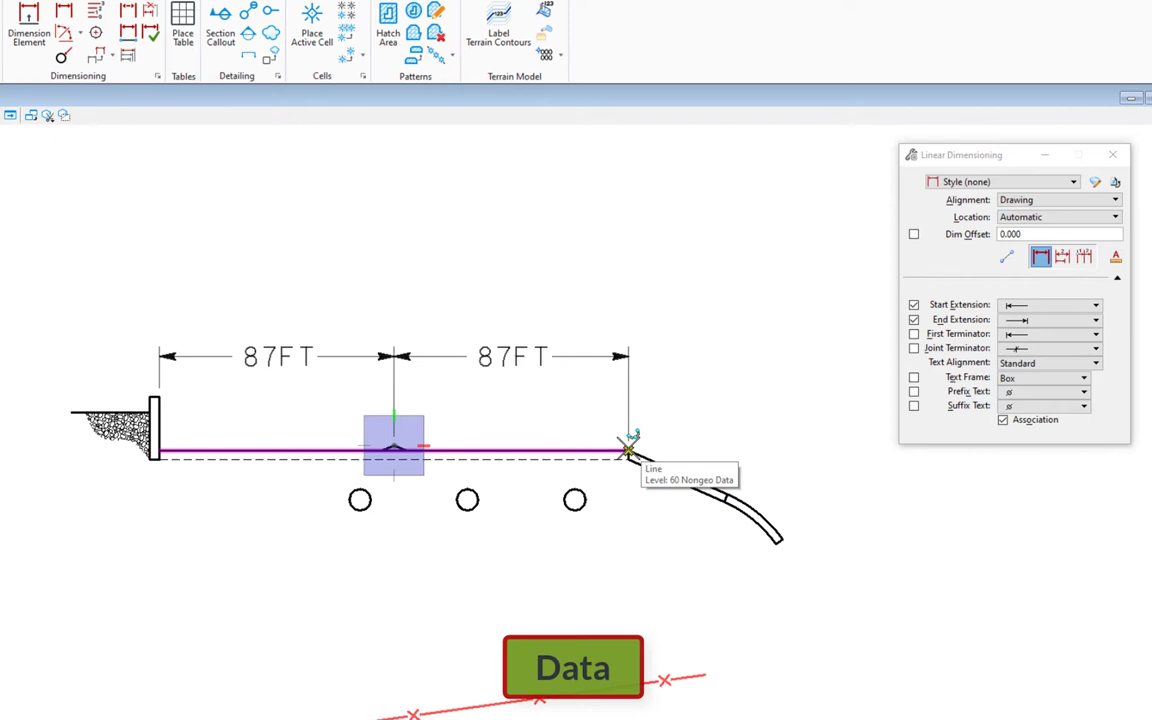 Dimension
Element
Place
Table
Section
Callout
Place
Active Cell
Hatch
Area
Label
Terrain Contours
Dimensioning
Tables
Detailing
Cells
Patterns
Terrain Model
Linear Dimensioning
Style (none)
Alignment: Drawing
Location: Automatic
Dim Offset: 0.000
Start Extension:
End Extension:
First Terminator:
Joint Terminator:
Text Alignment: Standard
Text Frame: Box
Prefix Text:
Suffix Text:
Association
87FT 87FT
Line
Level: 60 Nongeo Data
Data